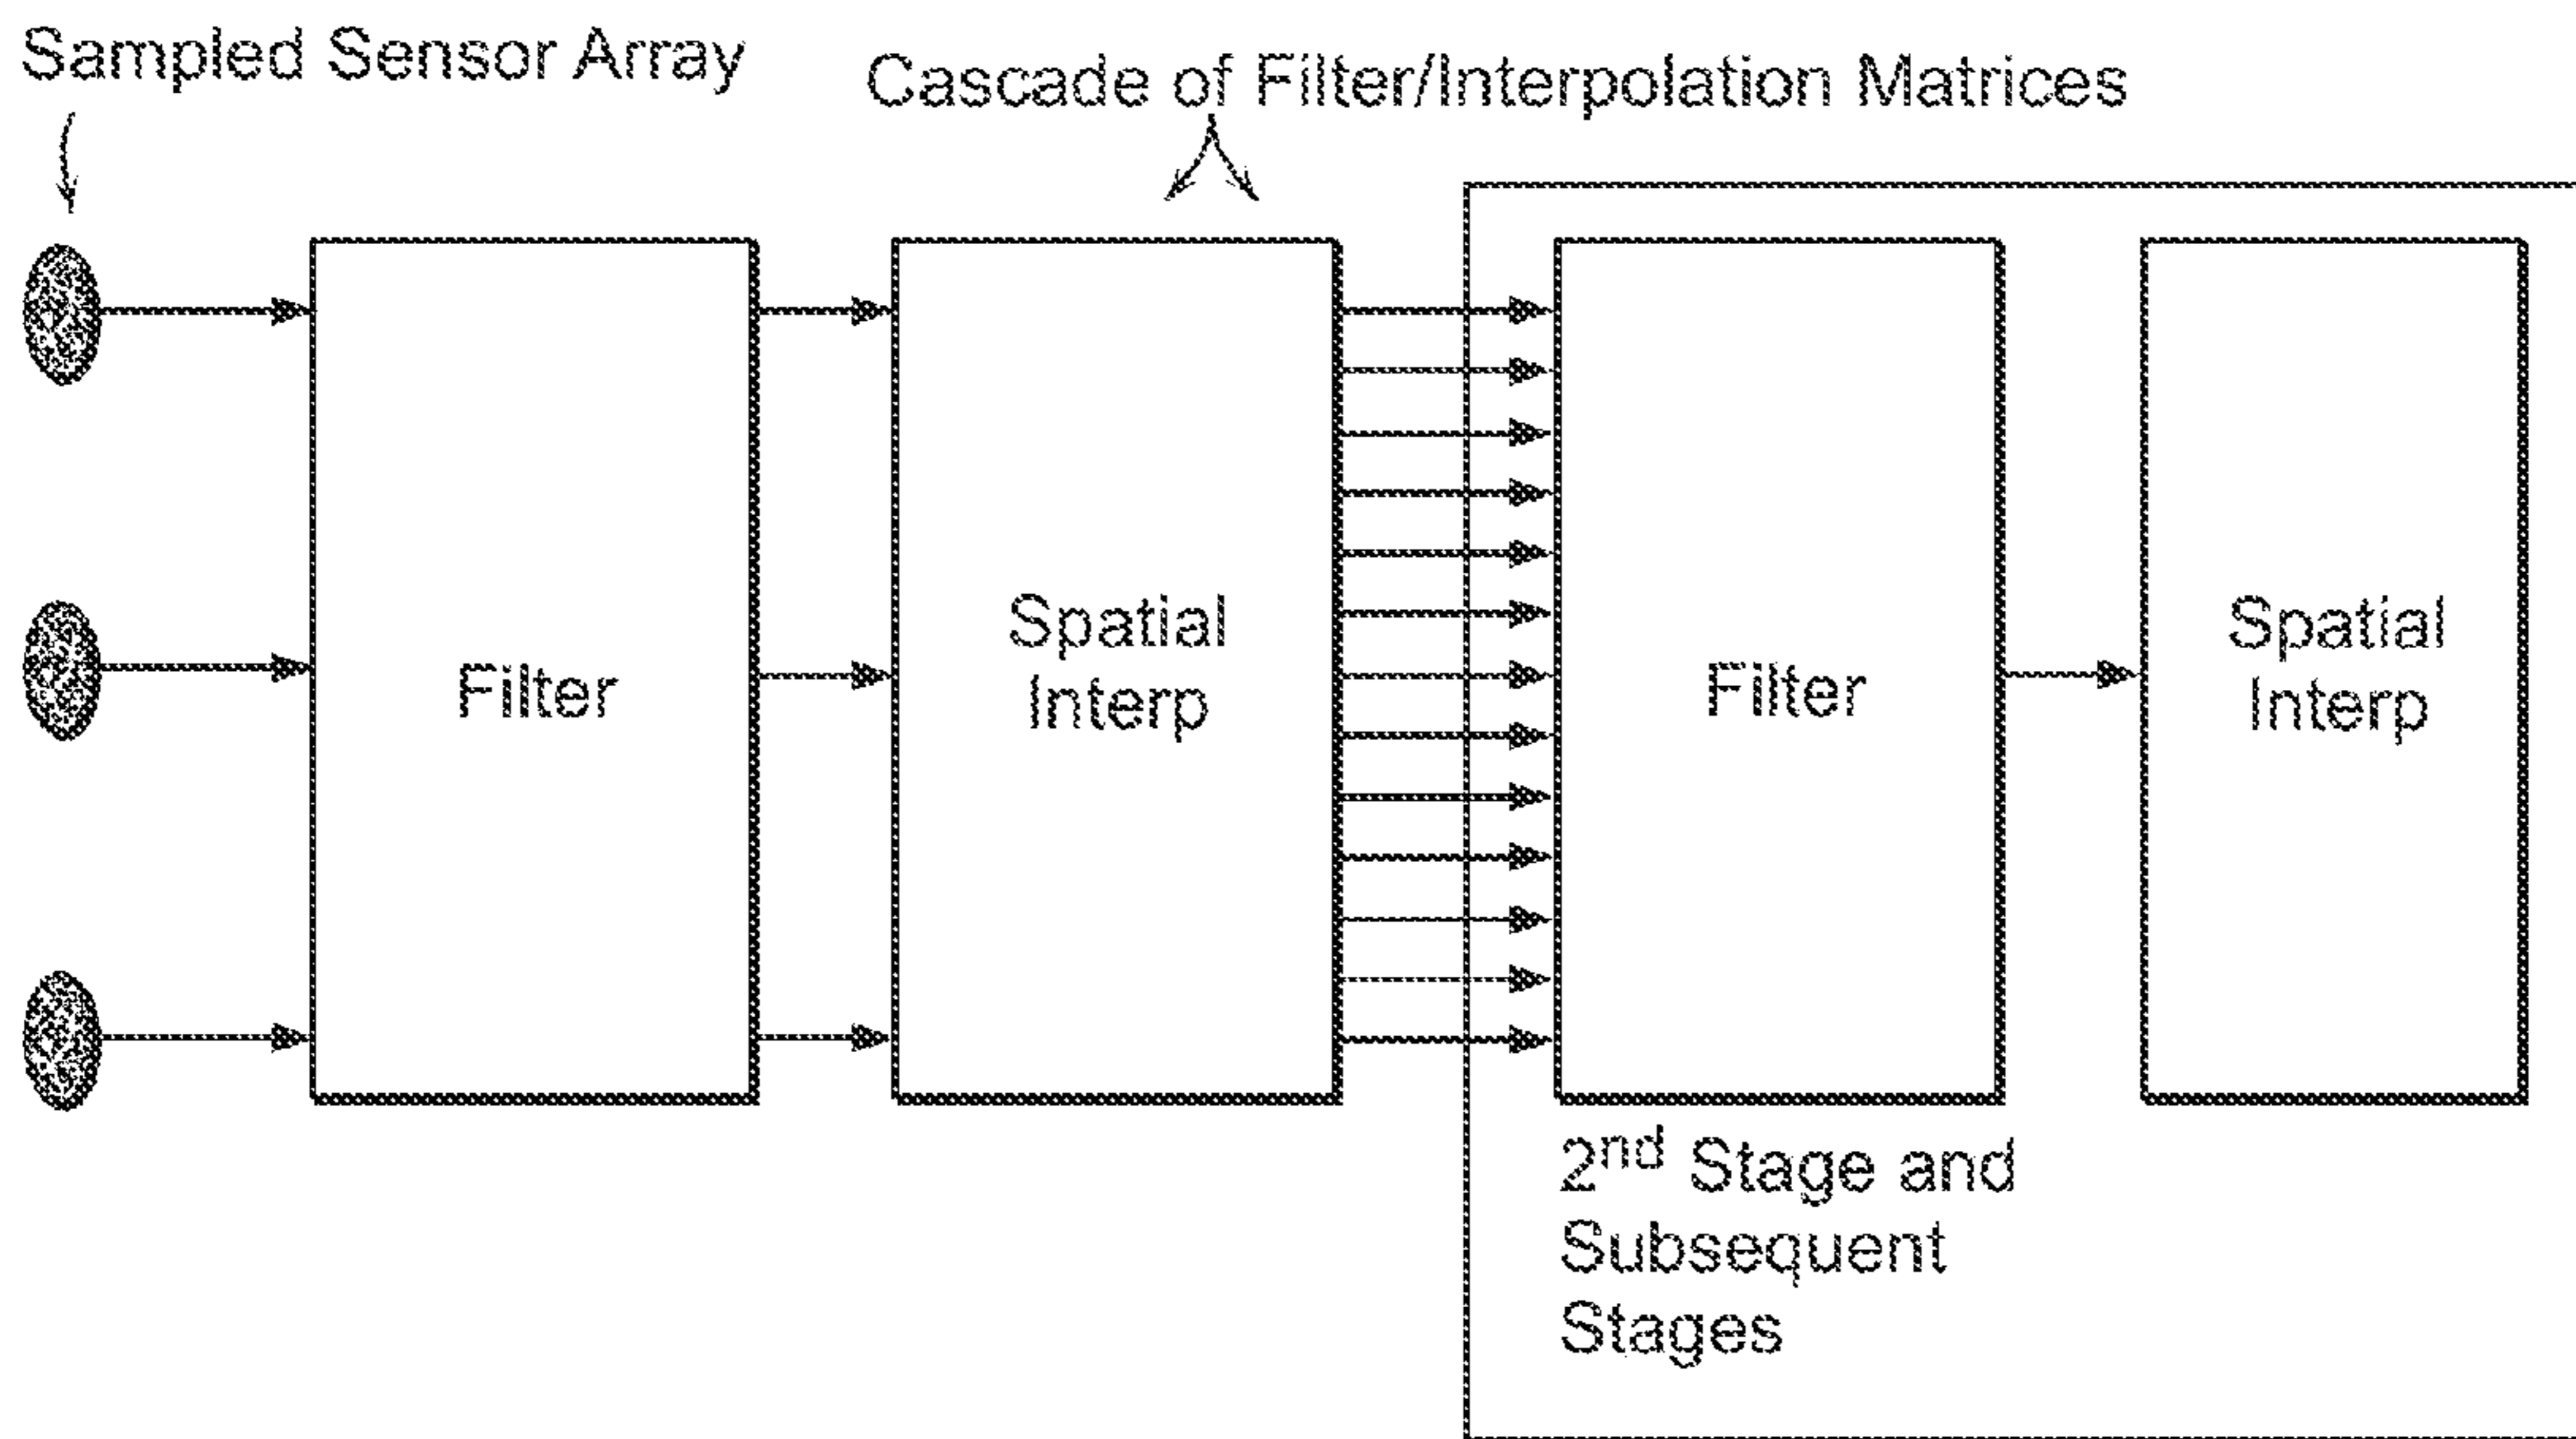 Sampled Sensor Array
Cascade of Filter/Interpolation Matrices
Filter
Spatial
Interp
Filter
Spatial
Interp
2nd Stage and
Subsequent
Stages